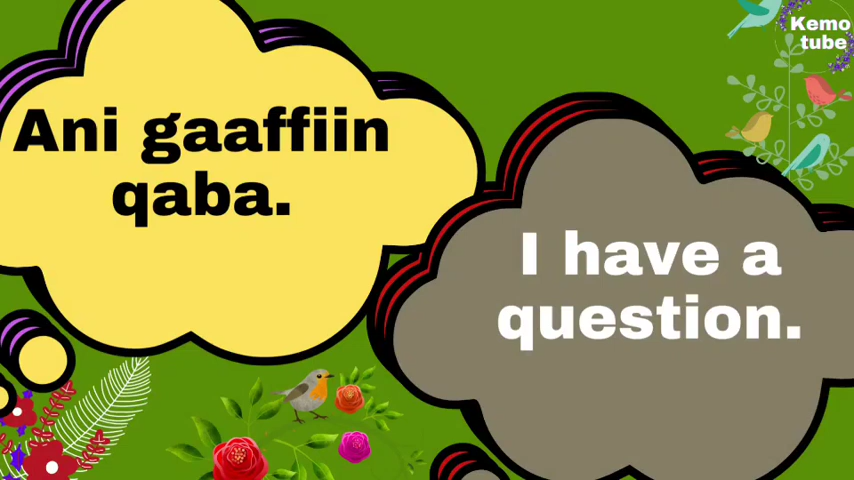 Kemo
tube
Ani gaaffiin
qaba.
I have a
question.